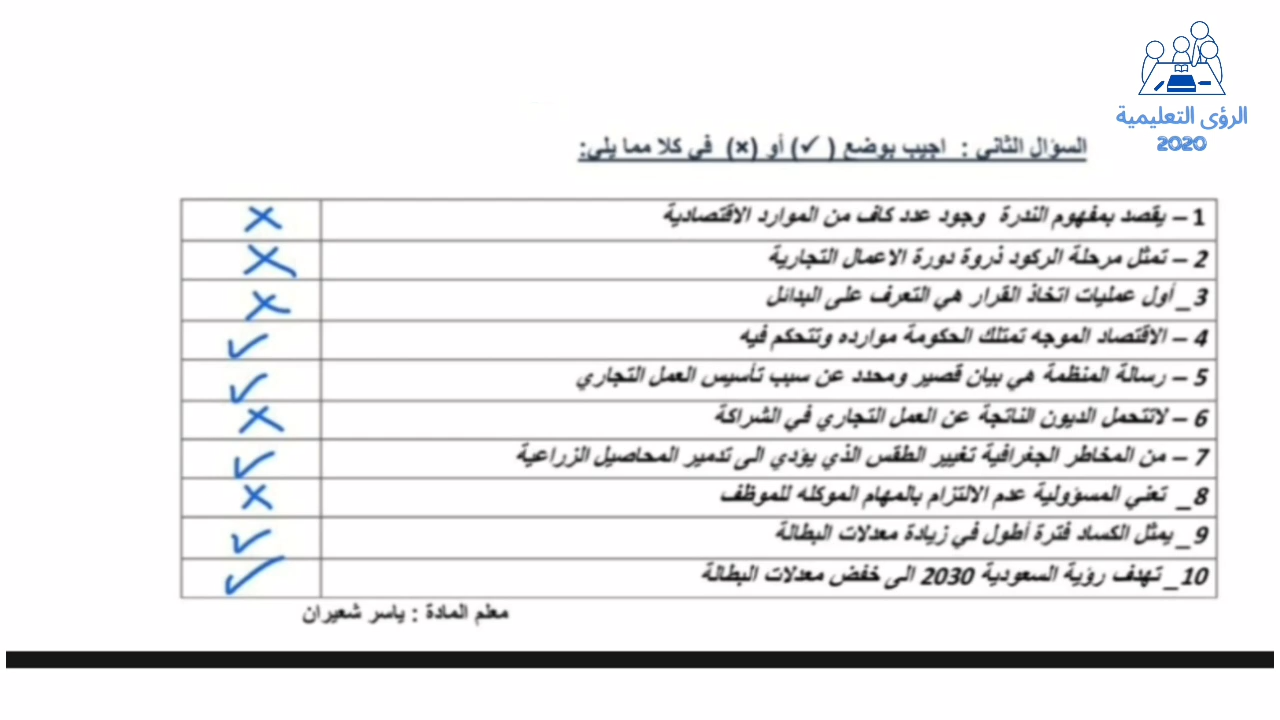 الرؤى التعليمية
2020
السؤال الثاني : اجيب بوضع ( ✓) أو (×) في كلا مما يلي:
1 – يقصد بمفهوم الندرة وجود عدد كاف من الموارد الاقتصادية ×
2 – تمثل مرحلة الركود ذروة دورة الاعمال التجارية ×
3_ أول عمليات اتخاذ القرار هي التعرف على البدائل ×
4 – الاقتصاد الموجه تمتلك الحكومة موارده وتتحكم فيه ✓
5 – رسالة المنظمة هي بيان قصير ومحدد عن سبب تأسيس العمل التجاري ✓
6 – لاتتحمل الديون الناتجة عن العمل التجاري في الشراكة ×
7 – من المخاطر الجغرافية تغيير الطقس الذي يؤدي الى تدمير المحاصيل الزراعية ✓
8_ تعني المسؤولية عدم الالتزام بالمهام الموكله للموظف ×
9_ يمثل الكساد فترة أطول في زيادة معدلات البطالة ✓
10_ تهدف رؤية السعودية 2030 الى خفض معدلات البطالة ✓
معلم المادة : ياسر شعيران